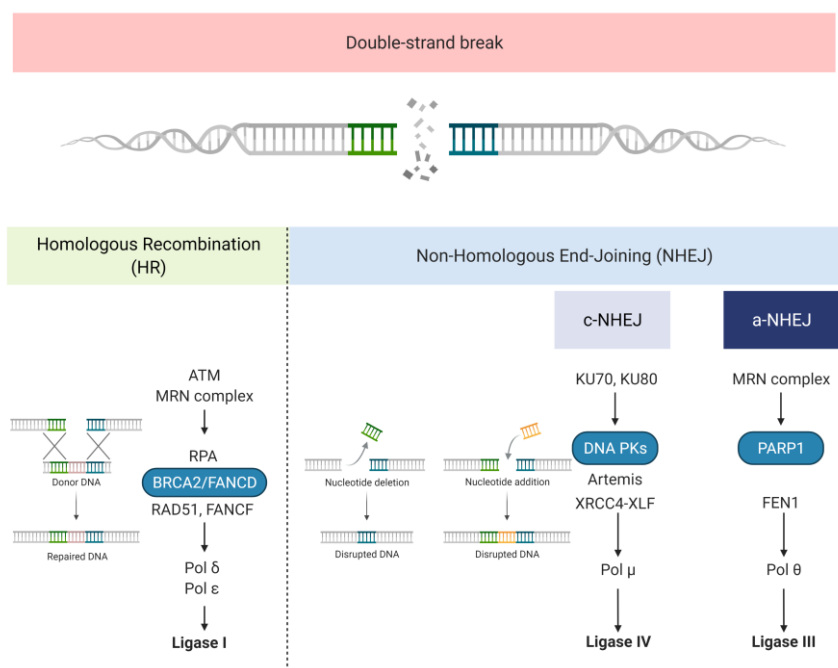 Double-strand break
Homologous Recombination
(HR)
Non-Homologous End-Joining (NHEJ)
c-NHEJ
a-NHEJ
ATM
MRN complex
RPA
BRCA2/FANCD
RAD51, FANCF
Pol δ
Pol ε
Ligase I
Donor DNA
Repaired DNA
Nucleotide deletion
Disrupted DNA
Nucleotide addition
Disrupted DNA
KU70, KU80
DNA PKs
Artemis
XRCC4-XLF
Pol μ
Ligase IV
MRN complex
PARP1
FEN1
Pol θ
Ligase III